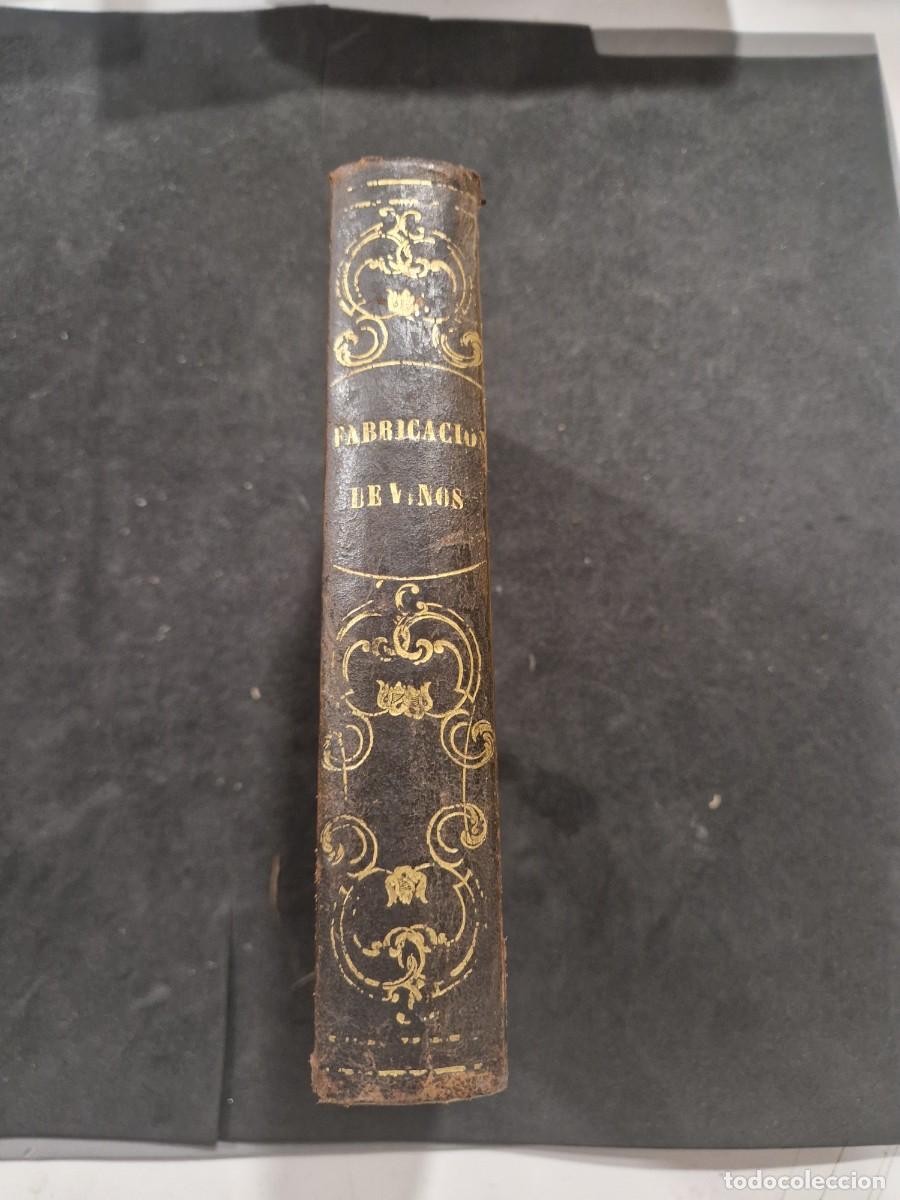 FABRICACION
DE VINOS
todocoleccion